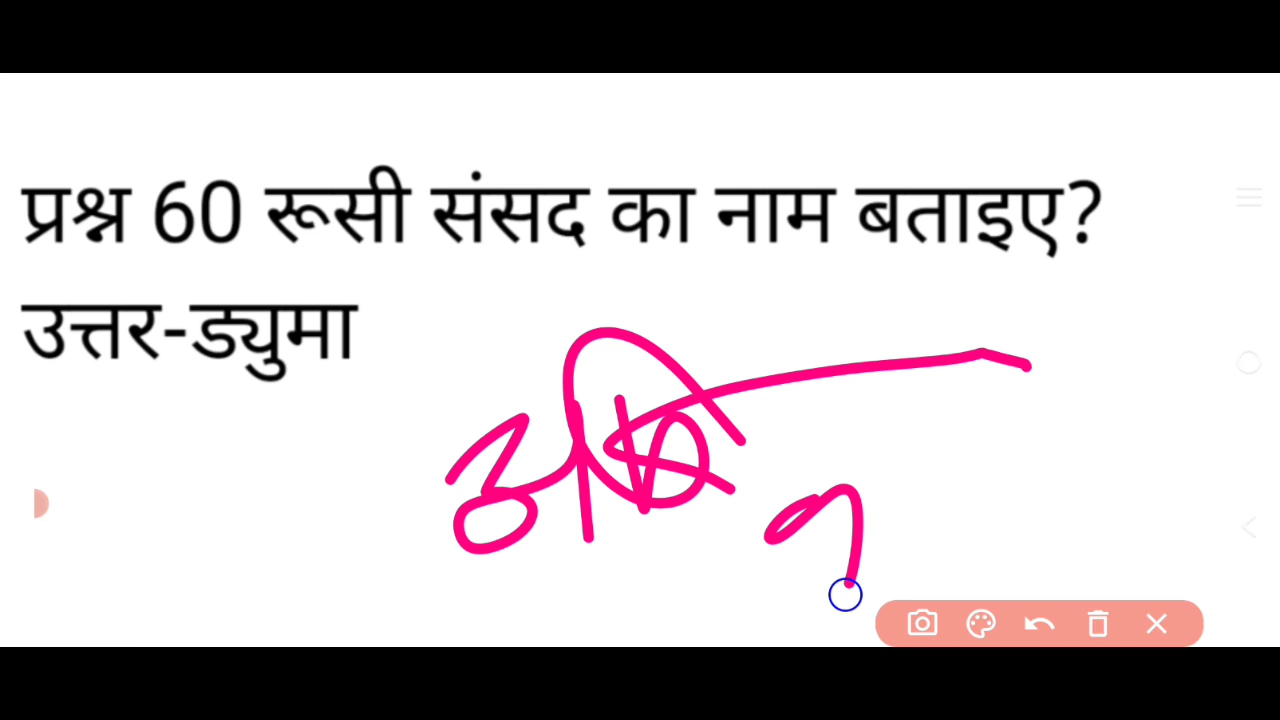 प्रश्न 60 रूसी संसद का नाम बताइए?
उत्तर-ड्युमा